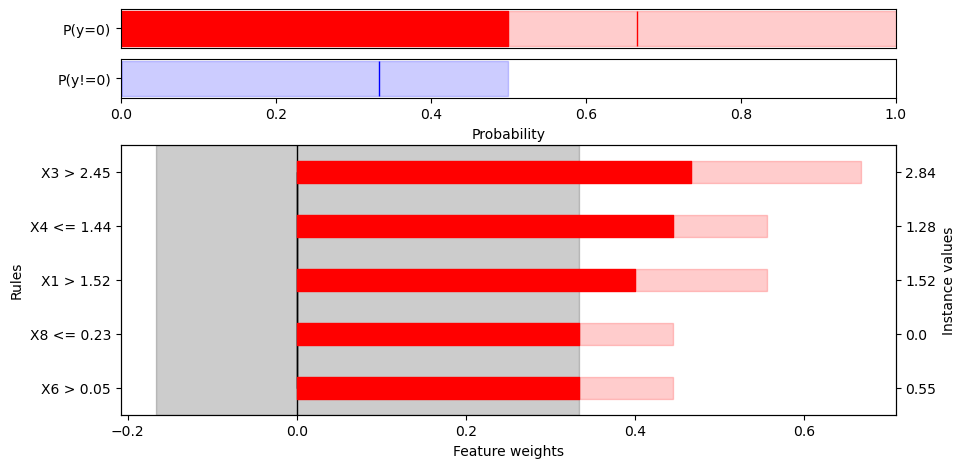 P(y=0)
P(y!=0)
0.0 0.2 0.4 0.6 0.8 1.0
Probability
X3 > 2.45 2.84
X4 <= 1.44 1.28
X1 > 1.52 1.52
X8 <= 0.23 0.0
X6 > 0.05 0.55
Rules
Instance values
−0.2 0.0 0.2 0.4 0.6
Feature weights